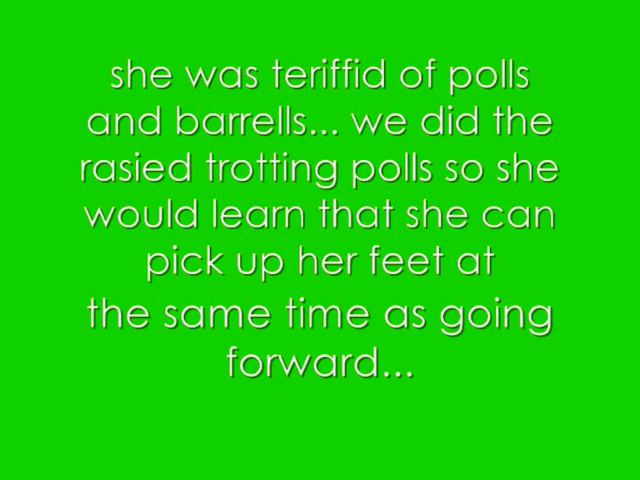 she was teriffid of polls
and barrells... we did the
rasied trotting polls so she
would learn that she can
pick up her feet at
the same time as going
forward...